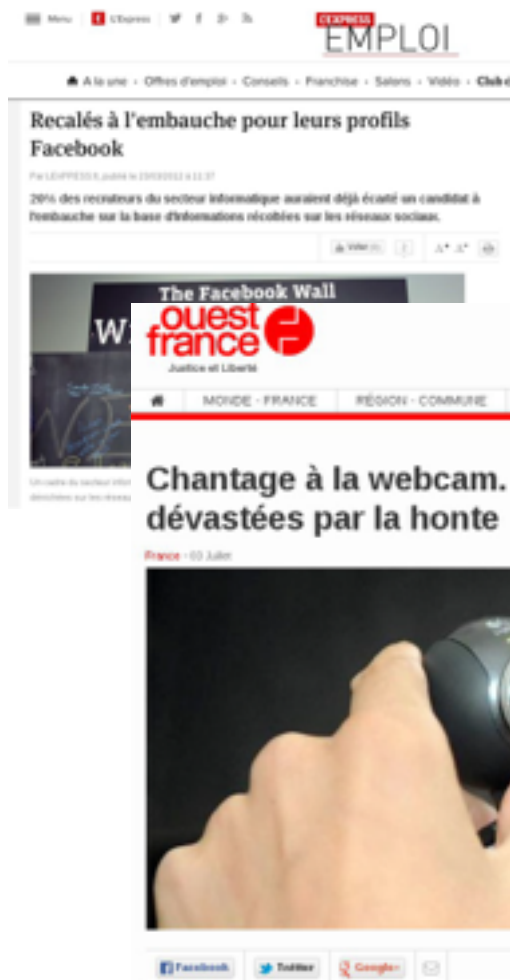 Menu L'Express
L'EXPRESS
EMPLOI
A la une • Offres d'emploi • Conseils • Franchise • Salons • Vidéo • Club d
Recalés à l'embauche pour leurs profils
Facebook
20% des recruteurs du secteur informatique auraient déjà écarté un candidat à
l'embauche sur la base d'informations récoltées sur les réseaux sociaux.
The Facebook Wall
W
ouest
france
Justice et Liberté
MONDE - FRANCE RÉGION - COMMUNE
Chantage à la webcam.
dévastées par la honte
France - 03 Juillet
Facebook Twitter Google+